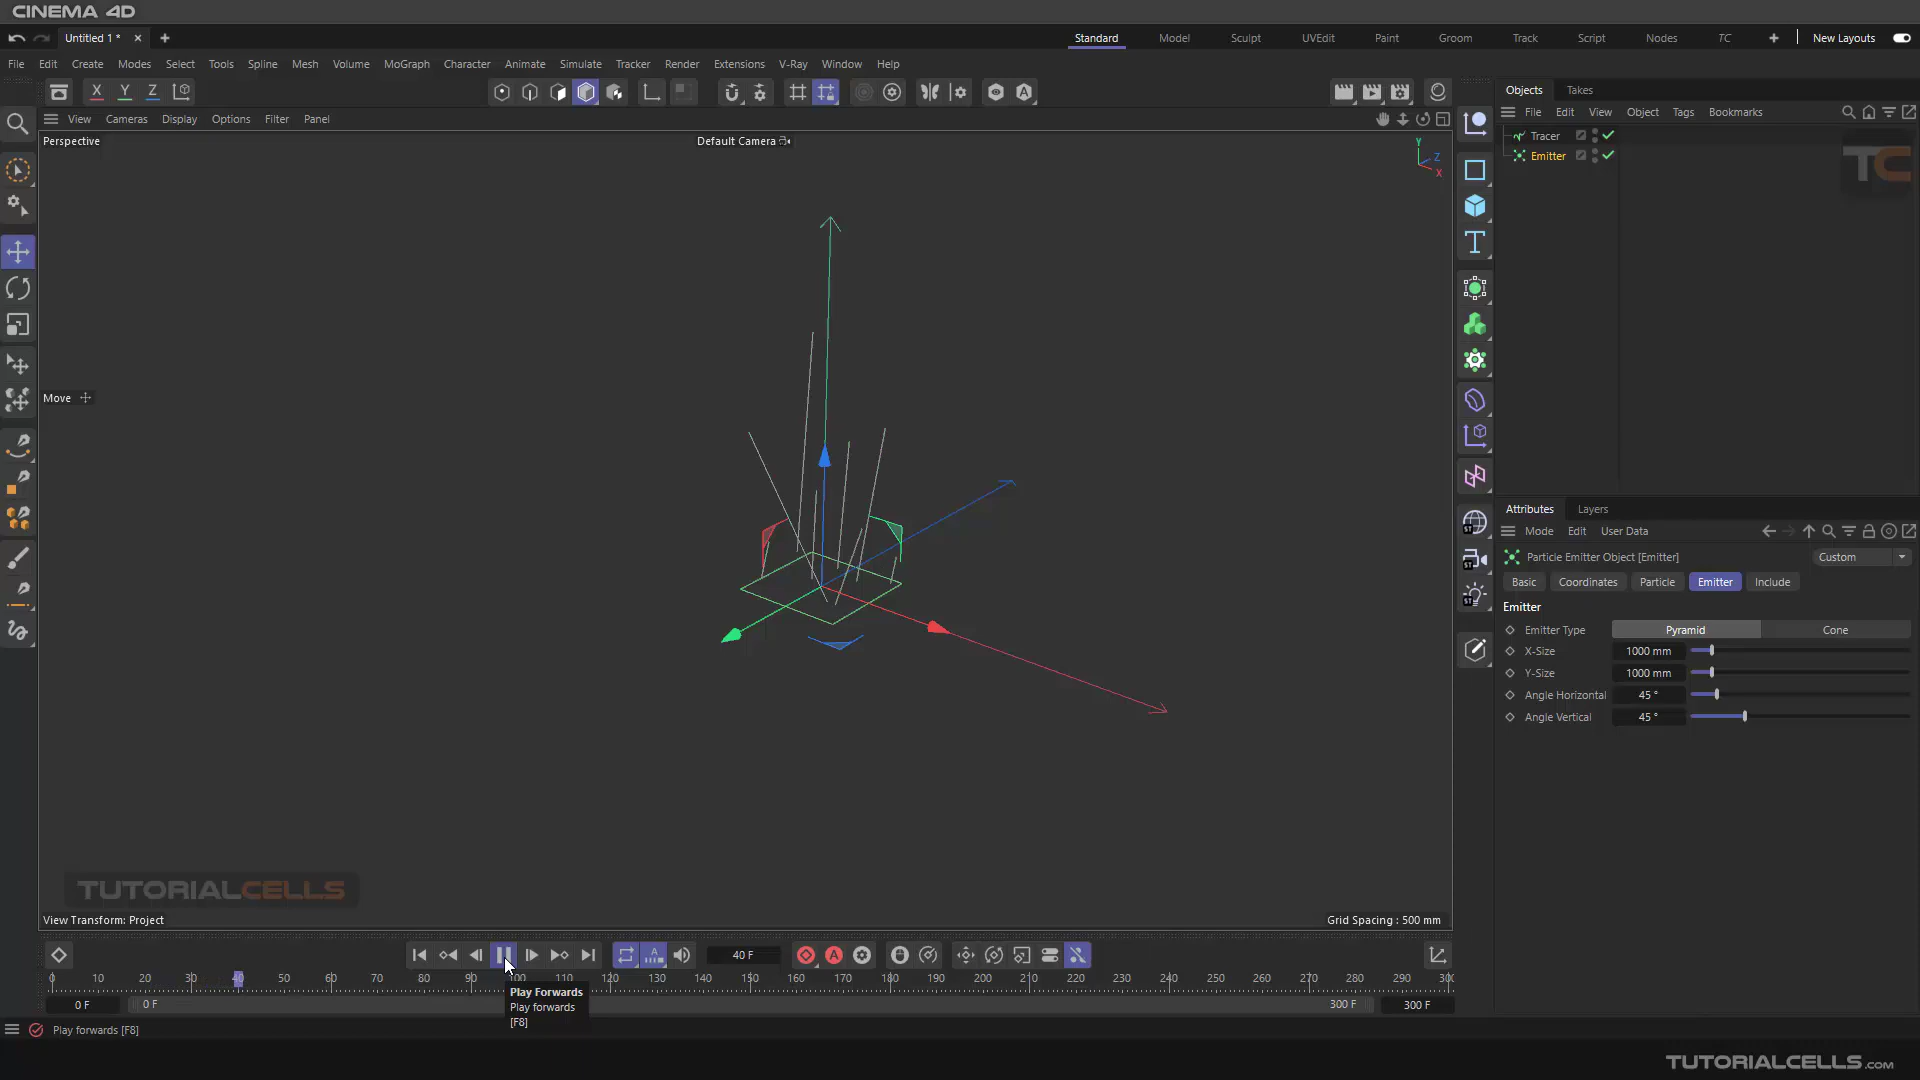 CINEMA 4D
Untitled 1 *
Standard
Model
Sculpt
UVEdit
Paint
Groom
Track
Script
Nodes
TC
New Layouts
File Edit Create Modes Select Tools Spline Mesh Volume MoGraph Character Animate Simulate Tracker Render Extensions V-Ray Window Help
X Y Z
Objects Takes
View Cameras Display Options Filter Panel
File Edit View Object Tags Bookmarks
Perspective
Default Camera
Y
Z
X
Tracer
Emitter
TC
Move
Attributes Layers
Mode Edit User Data
Particle Emitter Object [Emitter]
Custom
Basic Coordinates Particle Emitter Include
Emitter
Emitter Type Pyramid Cone
X-Size 1000 mm
Y-Size 1000 mm
Angle Horizontal 45 °
Angle Vertical 45 °
TUTORIALCELLS
View Transform: Project
Grid Spacing : 500 mm
40 F
0 10 20 30 40 50 60 70 80 90 100 110 120 130 140 150 160 170 180 190 200 210 220 230 240 250 260 270 280 290 30
0 F
0 F
300 F
300 F
Play Forwards
Play forwards
[F8]
Play forwards [F8]
TUTORIALCELLS.COM